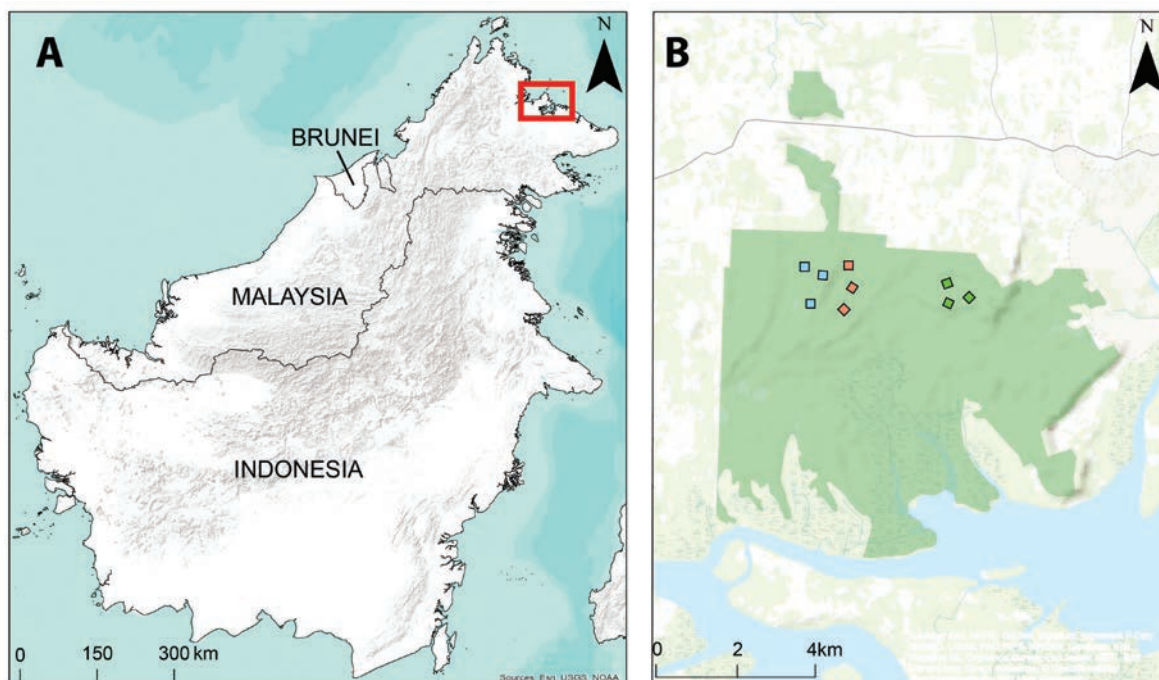 A
N
BRUNEI
MALAYSIA
INDONESIA
0 150 300 km
Sources: Esri, USGS, NOAA
B
N
0 2 4km